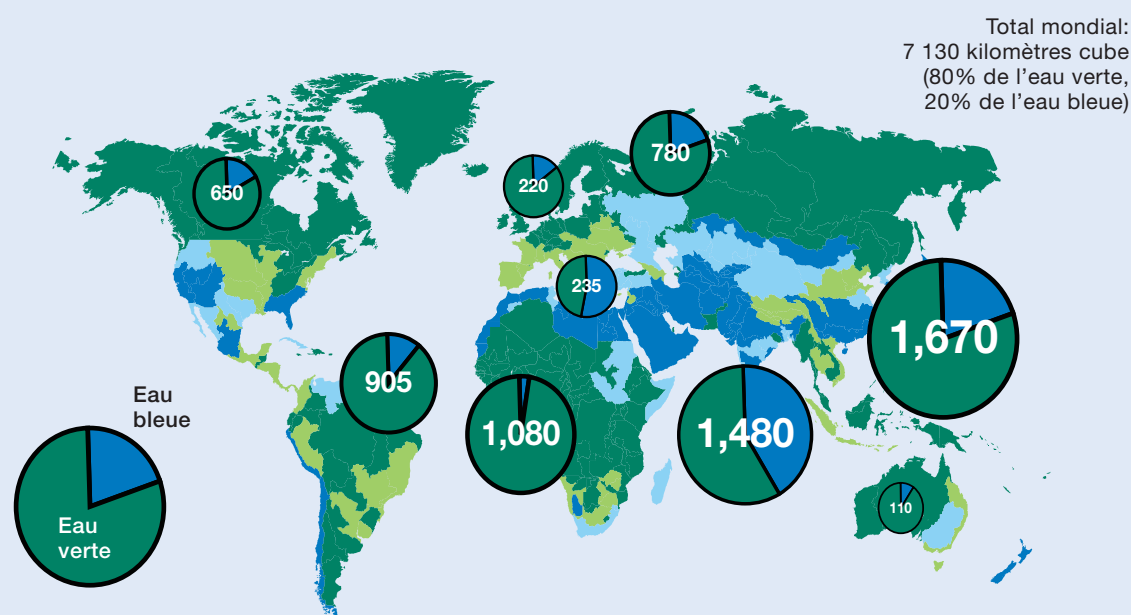 Total mondial:
7 130 kilomètres cube
(80% de l'eau verte,
20% de l'eau bleue)
780
650
220
235
1,670
905
1,080
1,480
110
Eau
bleue
Eau
verte